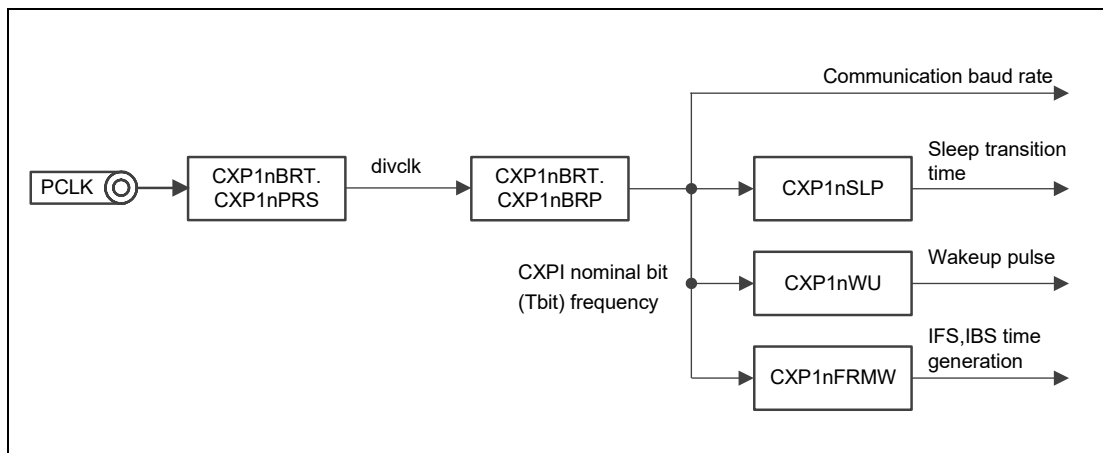 Communication baud rate
PCLK
CXP1nBRT.
CXP1nPRS
divclk
CXP1nBRT.
CXP1nBRP
CXPI nominal bit
(Tbit) frequency
CXP1nSLP
Sleep transition
time
CXP1nWU
Wakeup pulse
CXP1nFRMW
IFS,IBS time
generation